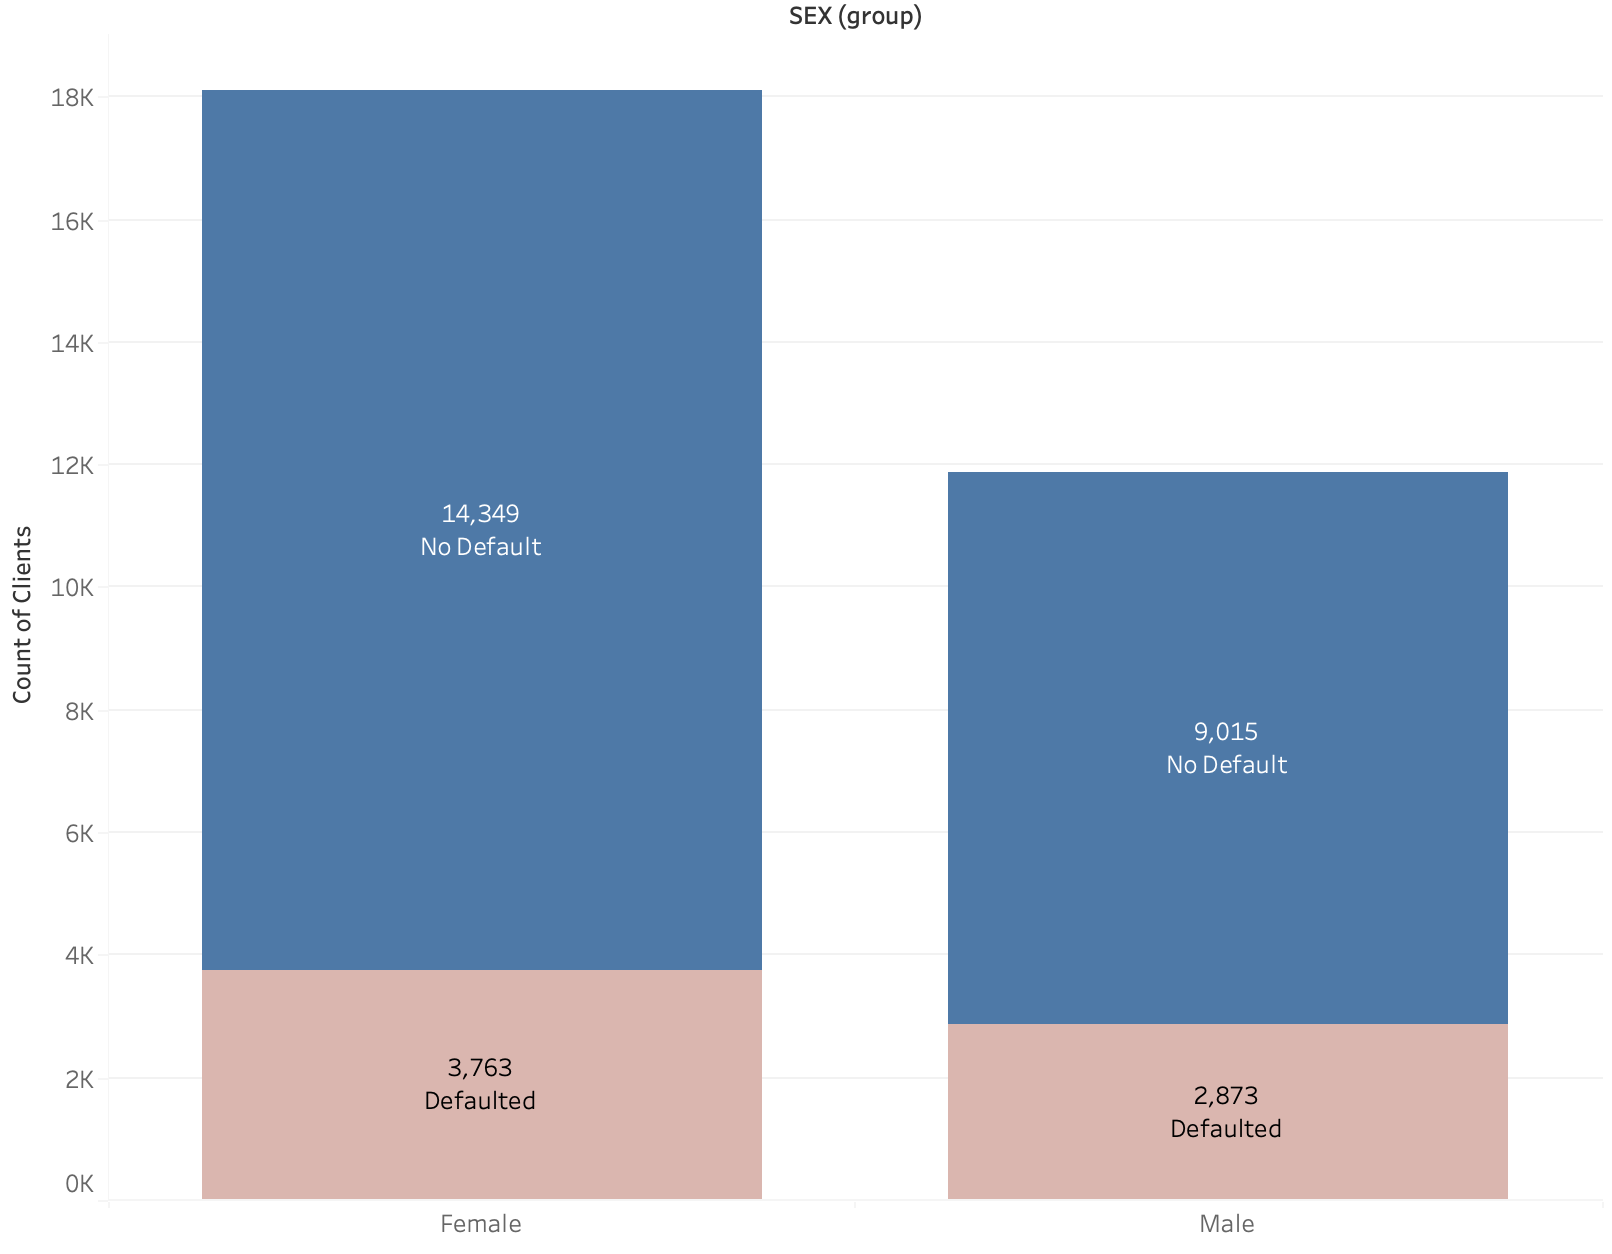 SEX (group)
Count of Clients
18K
16K
14K
12K
10K
8K
6K
4K
2K
0K
14,349
No Default
3,763
Defaulted
9,015
No Default
2,873
Defaulted
Female
Male